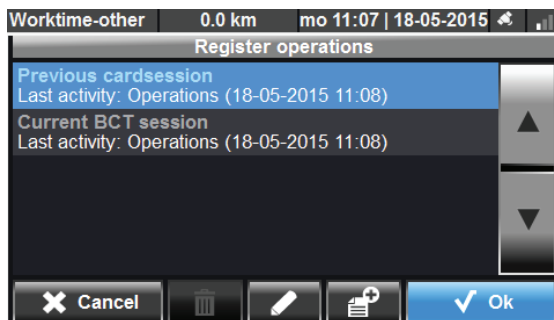 Worktime-other 0.0 km mo 11:07 | 18-05-2015
Register operations
Previous cardsession
Last activity: Operations (18-05-2015 11:08)
Current BCT session
Last activity: Operations (18-05-2015 11:08)
Cancel Ok